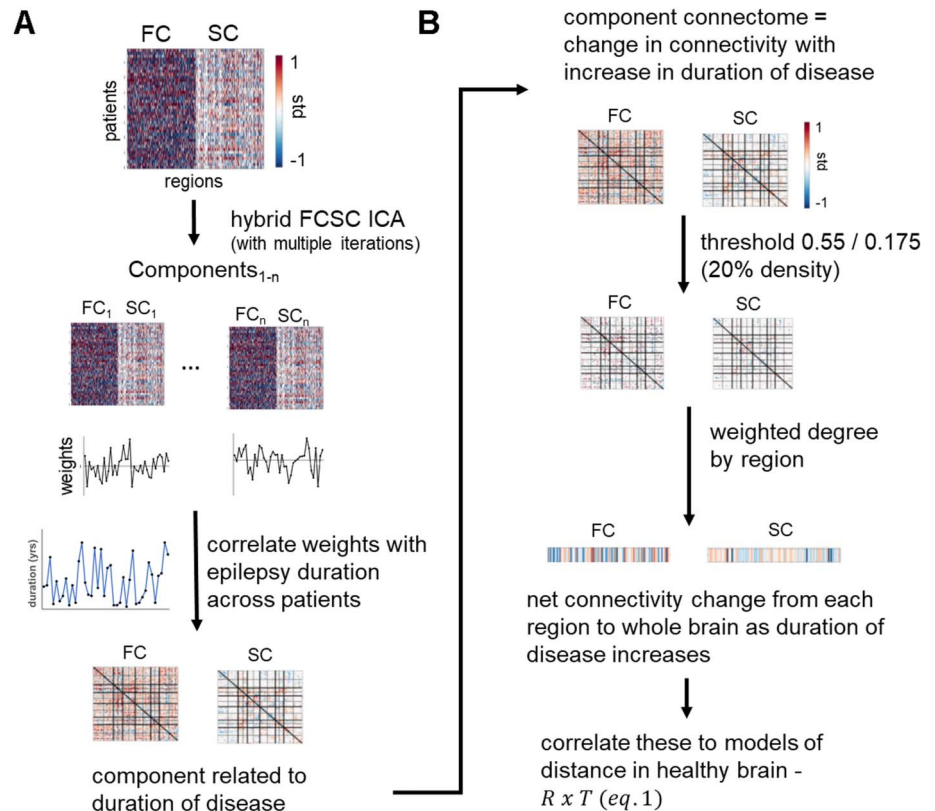 A
FC SC
patients
regions
1
std
-1
hybrid FCSC ICA
(with multiple iterations)
Components1-n
FC1 SC1
...
FCn SCn
weights
duration (yrs)
correlate weights with
epilepsy duration
across patients
FC SC
component related to
duration of disease
B
component connectome =
change in connectivity with
increase in duration of disease
FC SC
1
std
-1
threshold 0.55 / 0.175
(20% density)
FC SC
weighted degree
by region
FC SC
net connectivity change from each
region to whole brain as duration of
disease increases
correlate these to models of
distance in healthy brain -
R x T (eq.1)